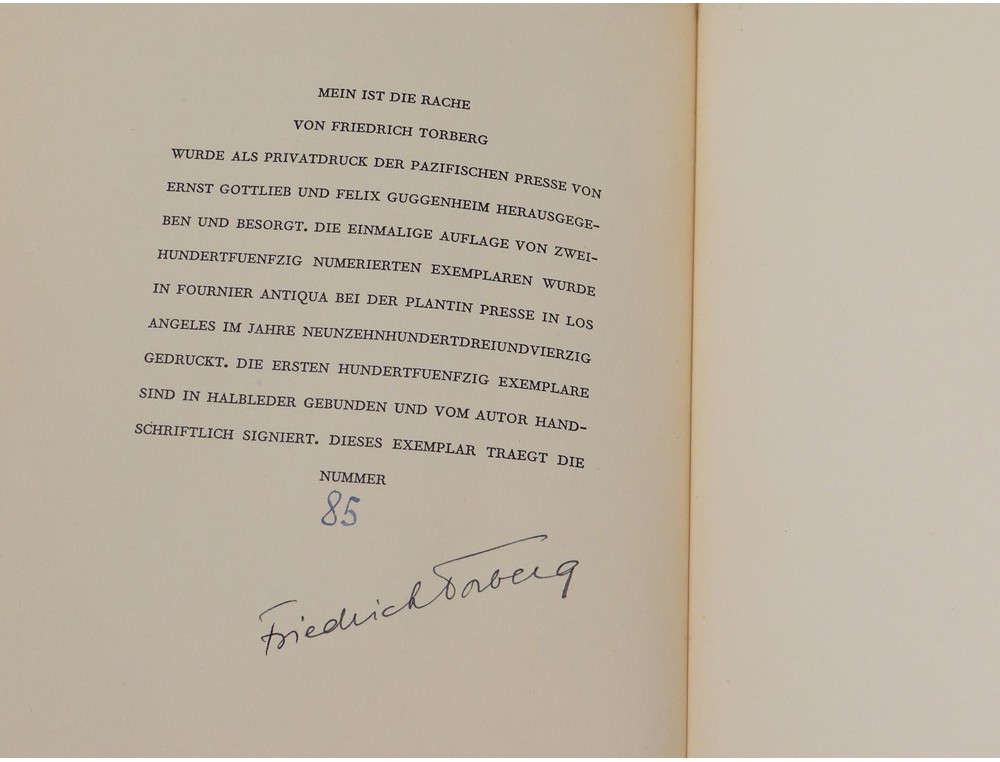 MEIN IST DIE RACHE
VON FRIEDRICH TORBERG
WURDE ALS PRIVATDRUCK DER PAZIFISCHEN PRESSE VON
ERNST GOTTLIEB UND FELIX GUGGENHEIM HERAUSGEGE-
BEN UND BESORGT. DIE EINMALIGE AUFLAGE VON ZWEI-
HUNDERTFUENFZIG NUMERIERTEN EXEMPLAREN WURDE
IN FOURNIER ANTIQUA BEI DER PLANTIN PRESSE IN LOS
ANGELES IM JAHRE NEUNZEHNHUNDERTDREIUNDVIERZIG
GEDRUCKT. DIE ERSTEN HUNDERTFUENFZIG EXEMPLARE
SIND IN HALBLEDER GEBUNDEN UND VOM AUTOR HAND-
SCHRIFTLICH SIGNIERT. DIESES EXEMPLAR TRAEGT DIE
NUMMER
85
Friedrich Torberg